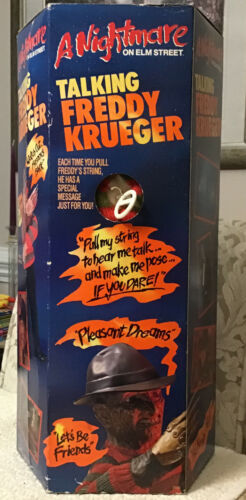 A Nightmare
ON ELM STREET
TALKING
FREDDY
KRUEGER
EACH TIME YOU PULL
FREDDY'S STRING,
HE HAS A
SPECIAL
MESSAGE
JUST FOR YOU!
"Pull my string
to hear me talk...
and make me pose...
IF YOU DARE!"
"Pleasant Dreams"
"Let's Be
Friends"